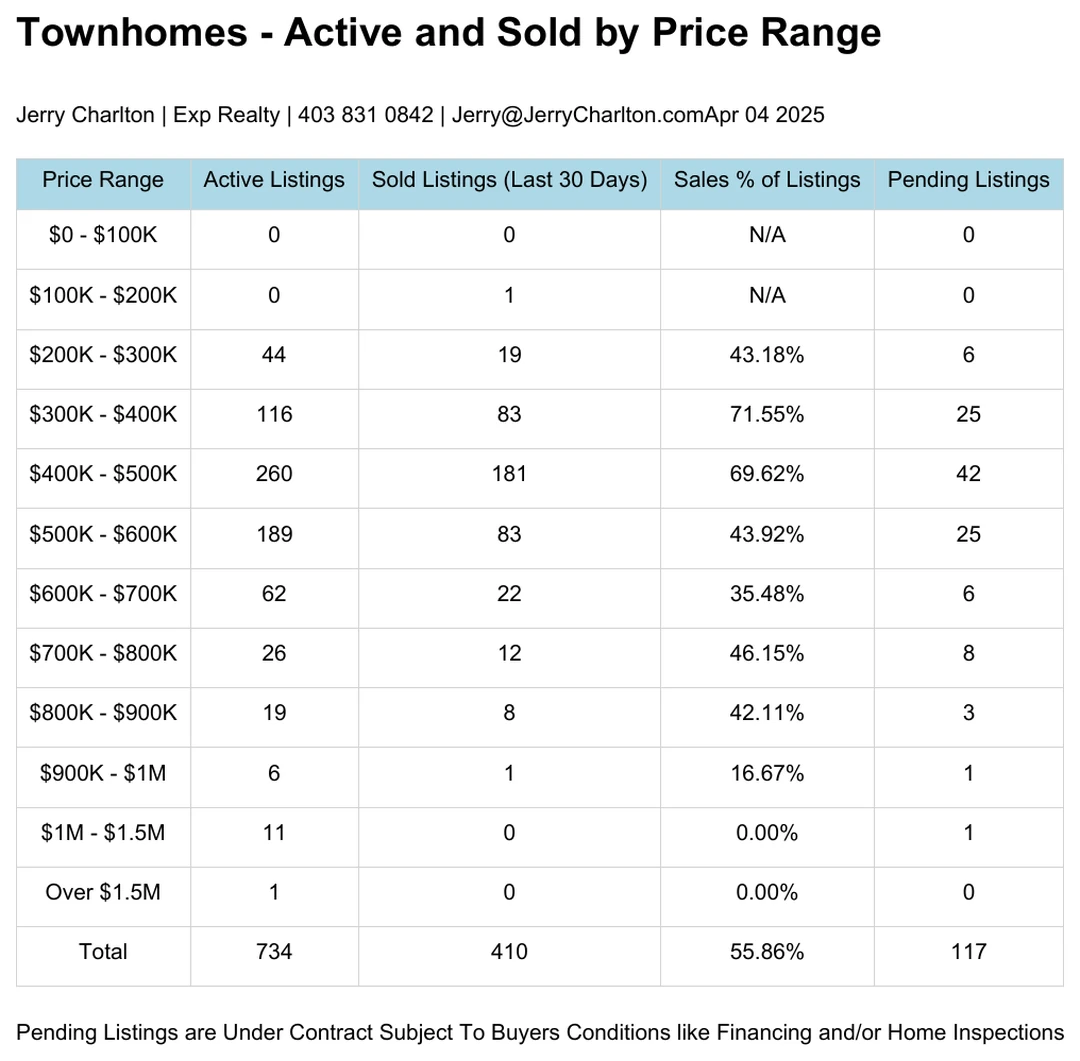 Townhomes - Active and Sold by Price Range
Jerry Charlton | Exp Realty | 403 831 0842 | Jerry@JerryCharlton.comApr 04 2025
Price Range Active Listings Sold Listings (Last 30 Days) Sales % of Listings Pending Listings
$0 - $100K 0 0 N/A 0
$100K - $200K 0 1 N/A 0
$200K - $300K 44 19 43.18% 6
$300K - $400K 116 83 71.55% 25
$400K - $500K 260 181 69.62% 42
$500K - $600K 189 83 43.92% 25
$600K - $700K 62 22 35.48% 6
$700K - $800K 26 12 46.15% 8
$800K - $900K 19 8 42.11% 3
$900K - $1M 6 1 16.67% 1
$1M - $1.5M 11 0 0.00% 1
Over $1.5M 1 0 0.00% 0
Total 734 410 55.86% 117
Pending Listings are Under Contract Subject To Buyers Conditions like Financing and/or Home Inspections